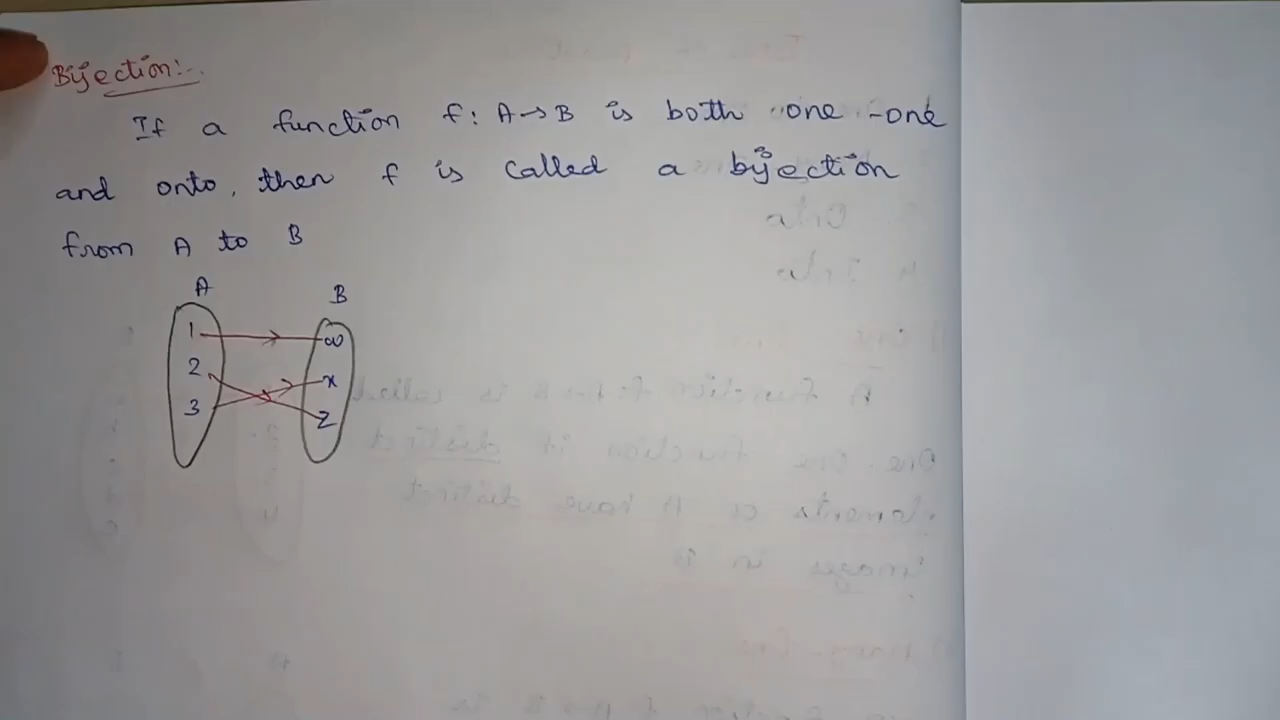 Bijection:
If a function f: A→B is both one-one
and onto, then f is called a bijection
from A to B
A B
1
2 x
3 z